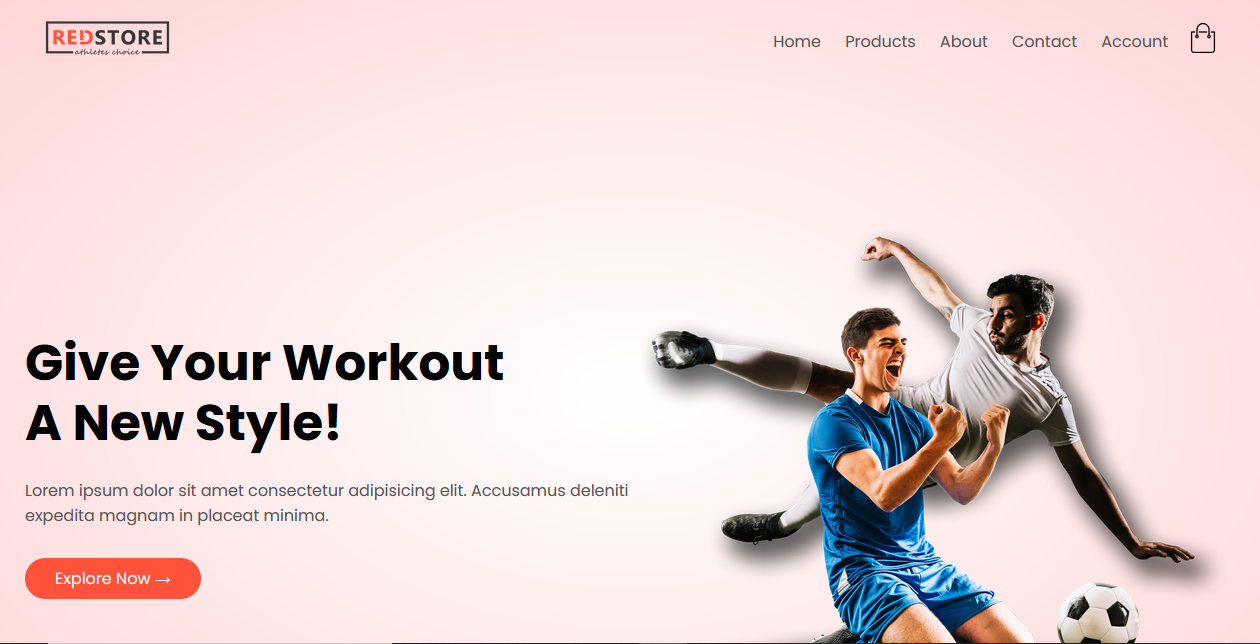 REDSTORE
athletes choice
Home Products About Contact Account
Give Your Workout
A New Style!
Lorem ipsum dolor sit amet consectetur adipisicing elit. Accusamus deleniti
expedita magnam in placeat minima.
Explore Now →